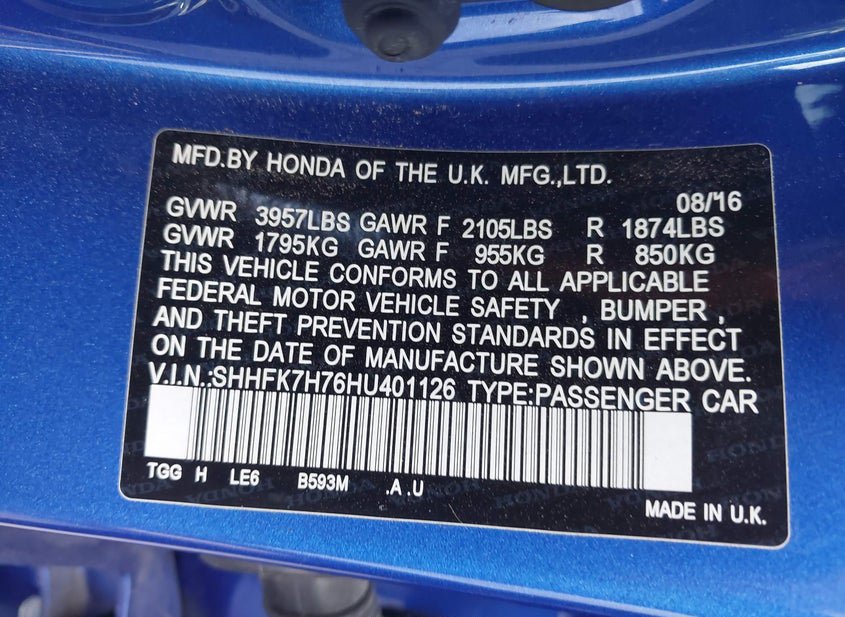 MFD.BY HONDA OF THE U.K. MFG.,LTD.
08/16
GVWR 3957LBS GAWR F 2105LBS R 1874LBS
GVWR 1795KG GAWR F 955KG R 850KG
THIS VEHICLE CONFORMS TO ALL APPLICABLE
FEDERAL MOTOR VEHICLE SAFETY , BUMPER ,
AND THEFT PREVENTION STANDARDS IN EFFECT
ON THE DATE OF MANUFACTURE SHOWN ABOVE.
V.I.N.:SHHFK7H76HU401126 TYPE:PASSENGER CAR
TGG H LE6 B593M .A .U
MADE IN U.K.